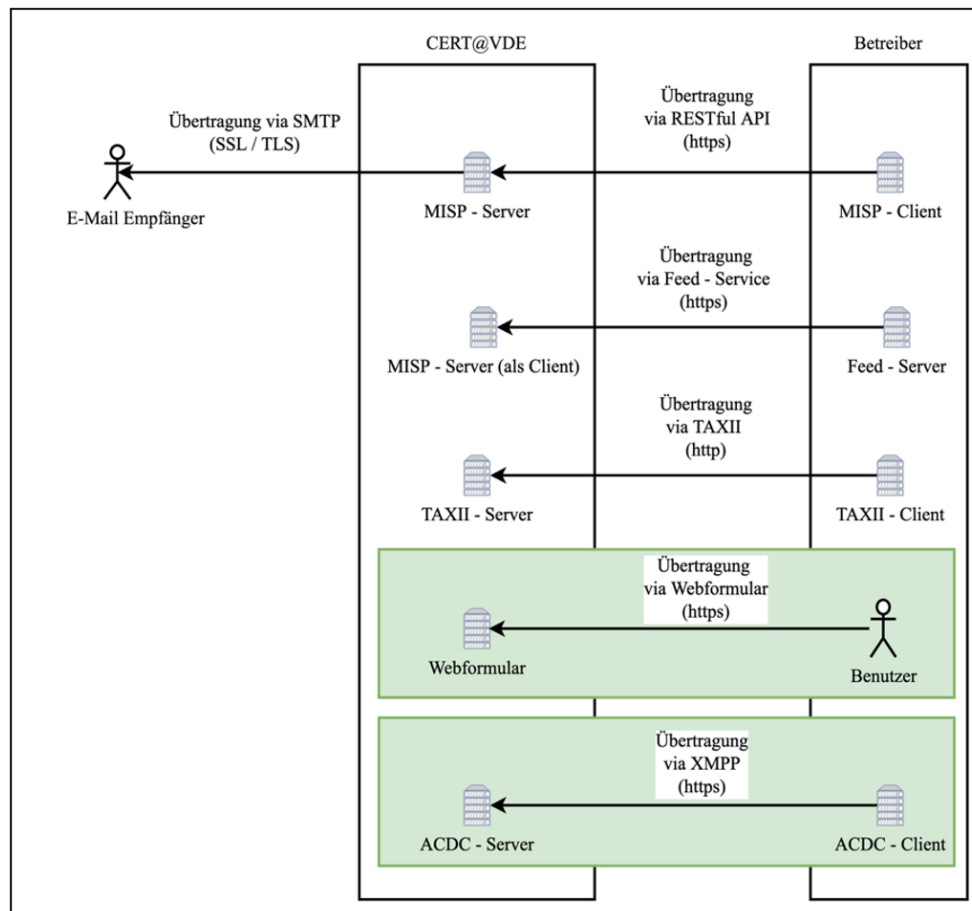 CERT@VDE
Betreiber
Übertragung via SMTP
(SSL / TLS)
Übertragung
via RESTful API
(https)
E-Mail Empfänger
MISP - Server
MISP - Client
Übertragung
via Feed - Service
(https)
MISP - Server (als Client)
Feed - Server
Übertragung
via TAXII
(http)
TAXII - Server
TAXII - Client
Übertragung
via Webformular
(https)
Webformular
Benutzer
Übertragung
via XMPP
(https)
ACDC - Server
ACDC - Client